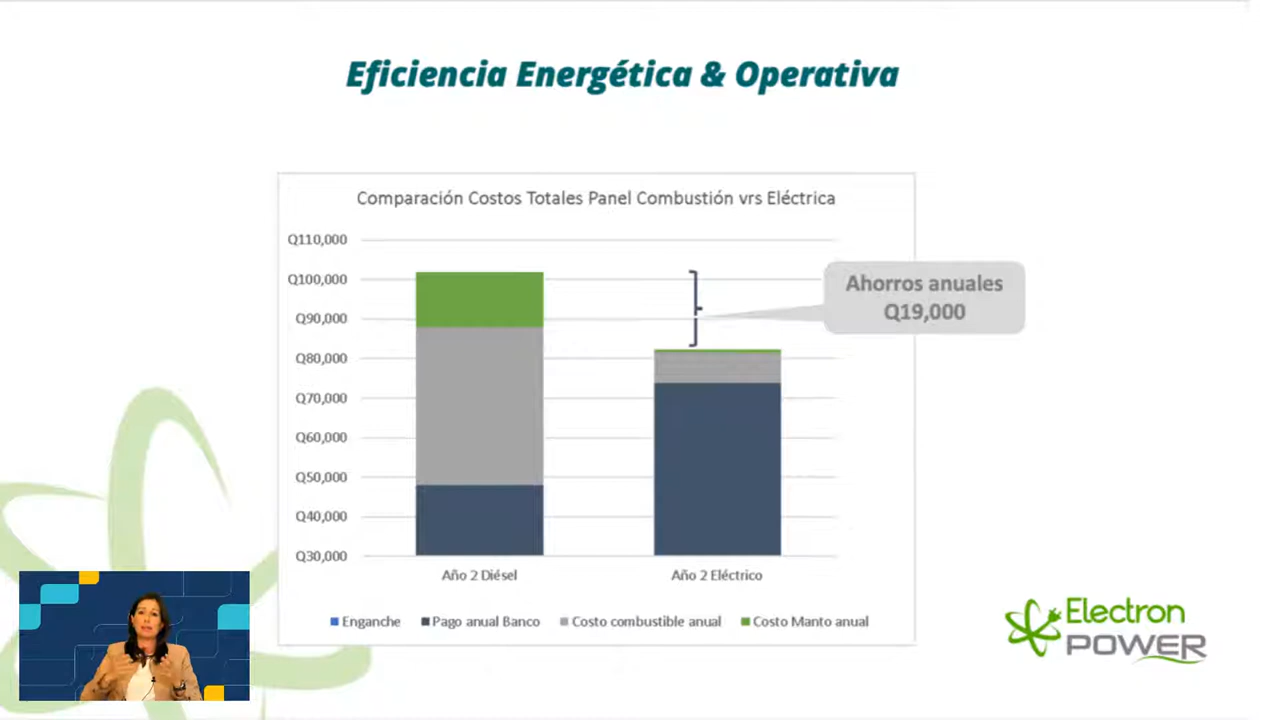 Eficiencia Energética & Operativa
Comparación Costos Totales Panel Combustión vrs Eléctrica
Q110,000
Q100,000
Q90,000
Q80,000
Q70,000
Q60,000
Q50,000
Q40,000
Q30,000
Ahorros anuales
Q19,000
Año 2 Diésel
Año 2 Eléctrico
Enganche
Pago anual Banco
Costo combustible anual
Costo Manto anual
Electron
POWER